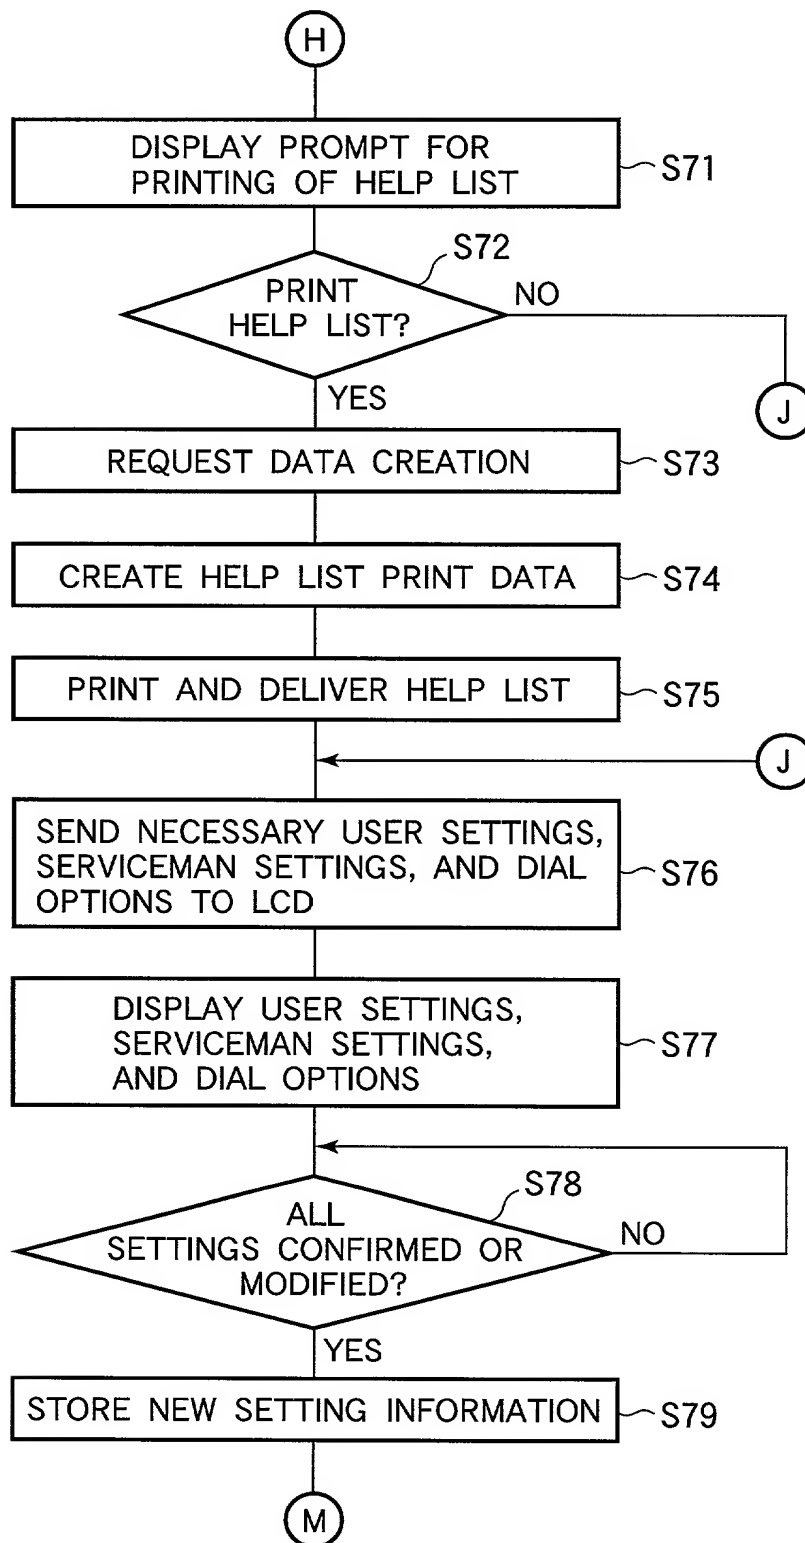 H
DISPLAY PROMPT FOR
PRINTING OF HELP LIST
S71
S72
PRINT
HELP LIST?
NO
YES
J
REQUEST DATA CREATION
S73
CREATE HELP LIST PRINT DATA
S74
PRINT AND DELIVER HELP LIST
S75
J
SEND NECESSARY USER SETTINGS,
SERVICEMAN SETTINGS, AND DIAL
OPTIONS TO LCD
S76
DISPLAY USER SETTINGS,
SERVICEMAN SETTINGS,
AND DIAL OPTIONS
S77
S78
ALL
SETTINGS CONFIRMED OR
MODIFIED?
NO
YES
STORE NEW SETTING INFORMATION
S79
M